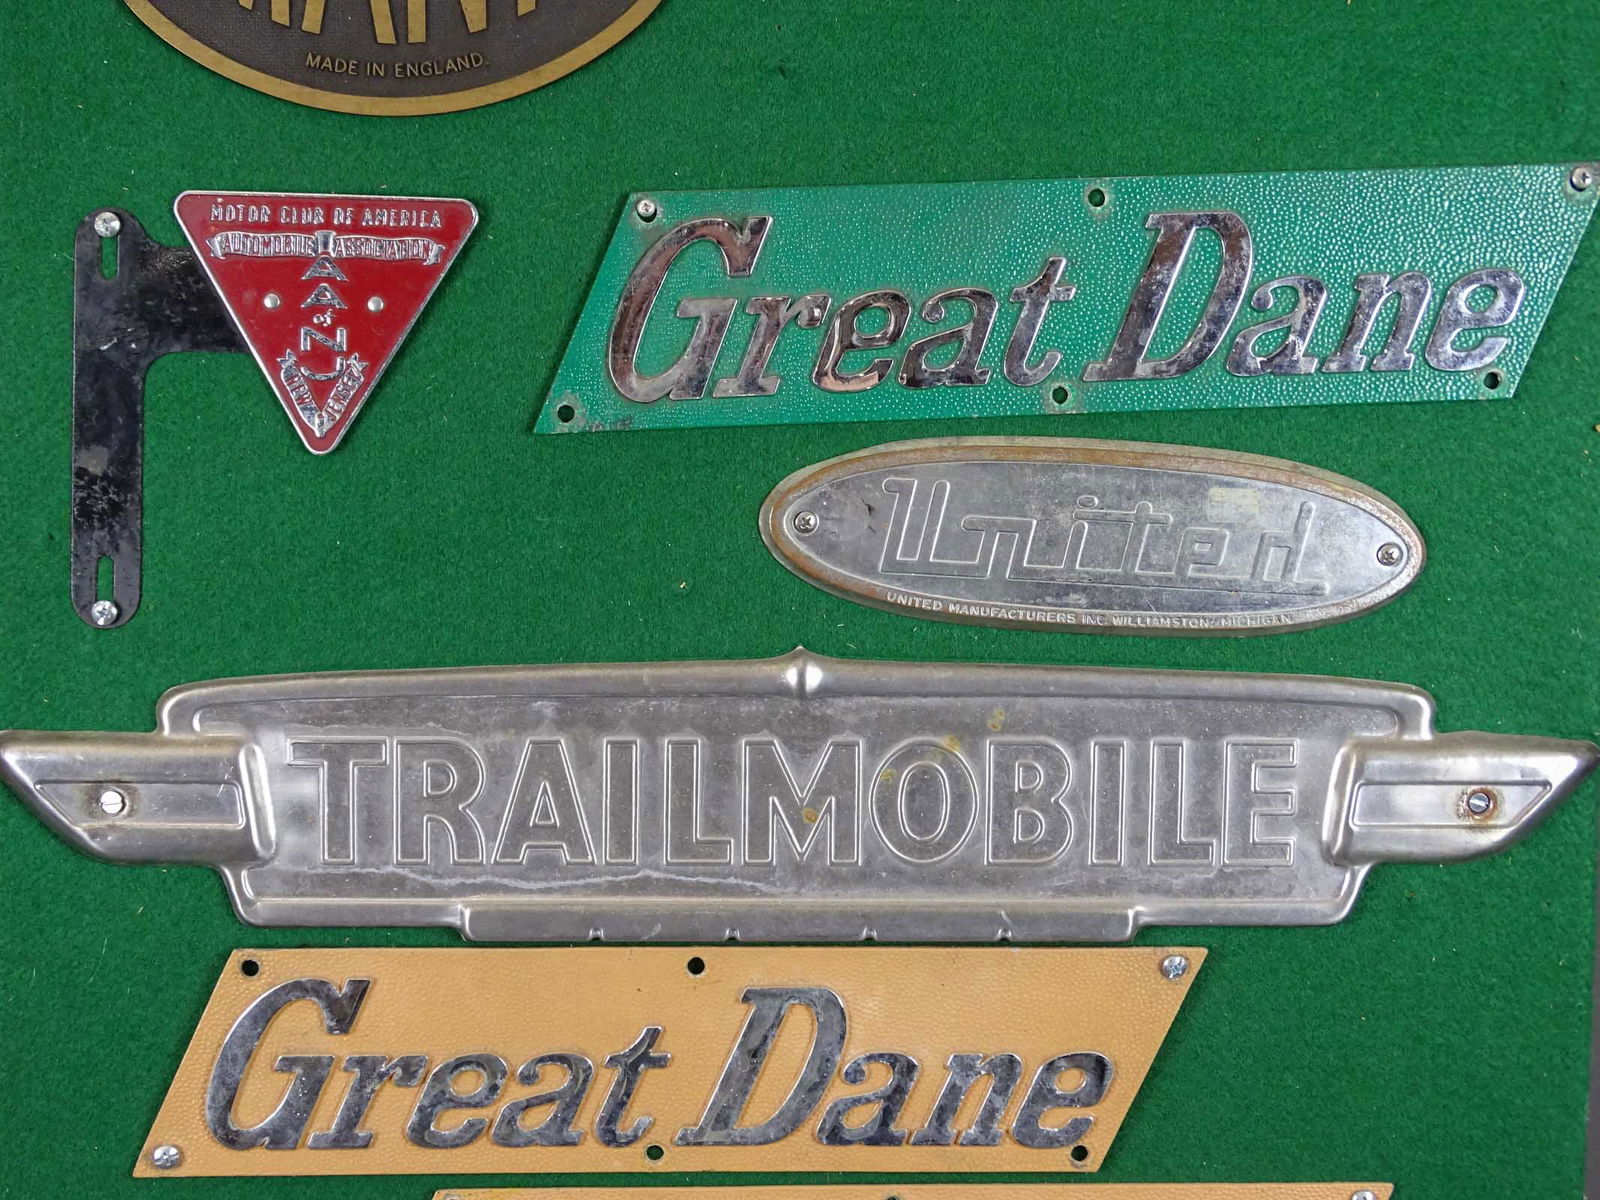 MADE IN ENGLAND.
MOTOR CLUB OF AMERICA
AUTOMOBILE ASSOCIATION
AA
of
NJ
NEW JERSEY
Great Dane
United
UNITED MANUFACTURERS INC. WILLIAMSTON, MICHIGAN
TRAILMOBILE
Great Dane